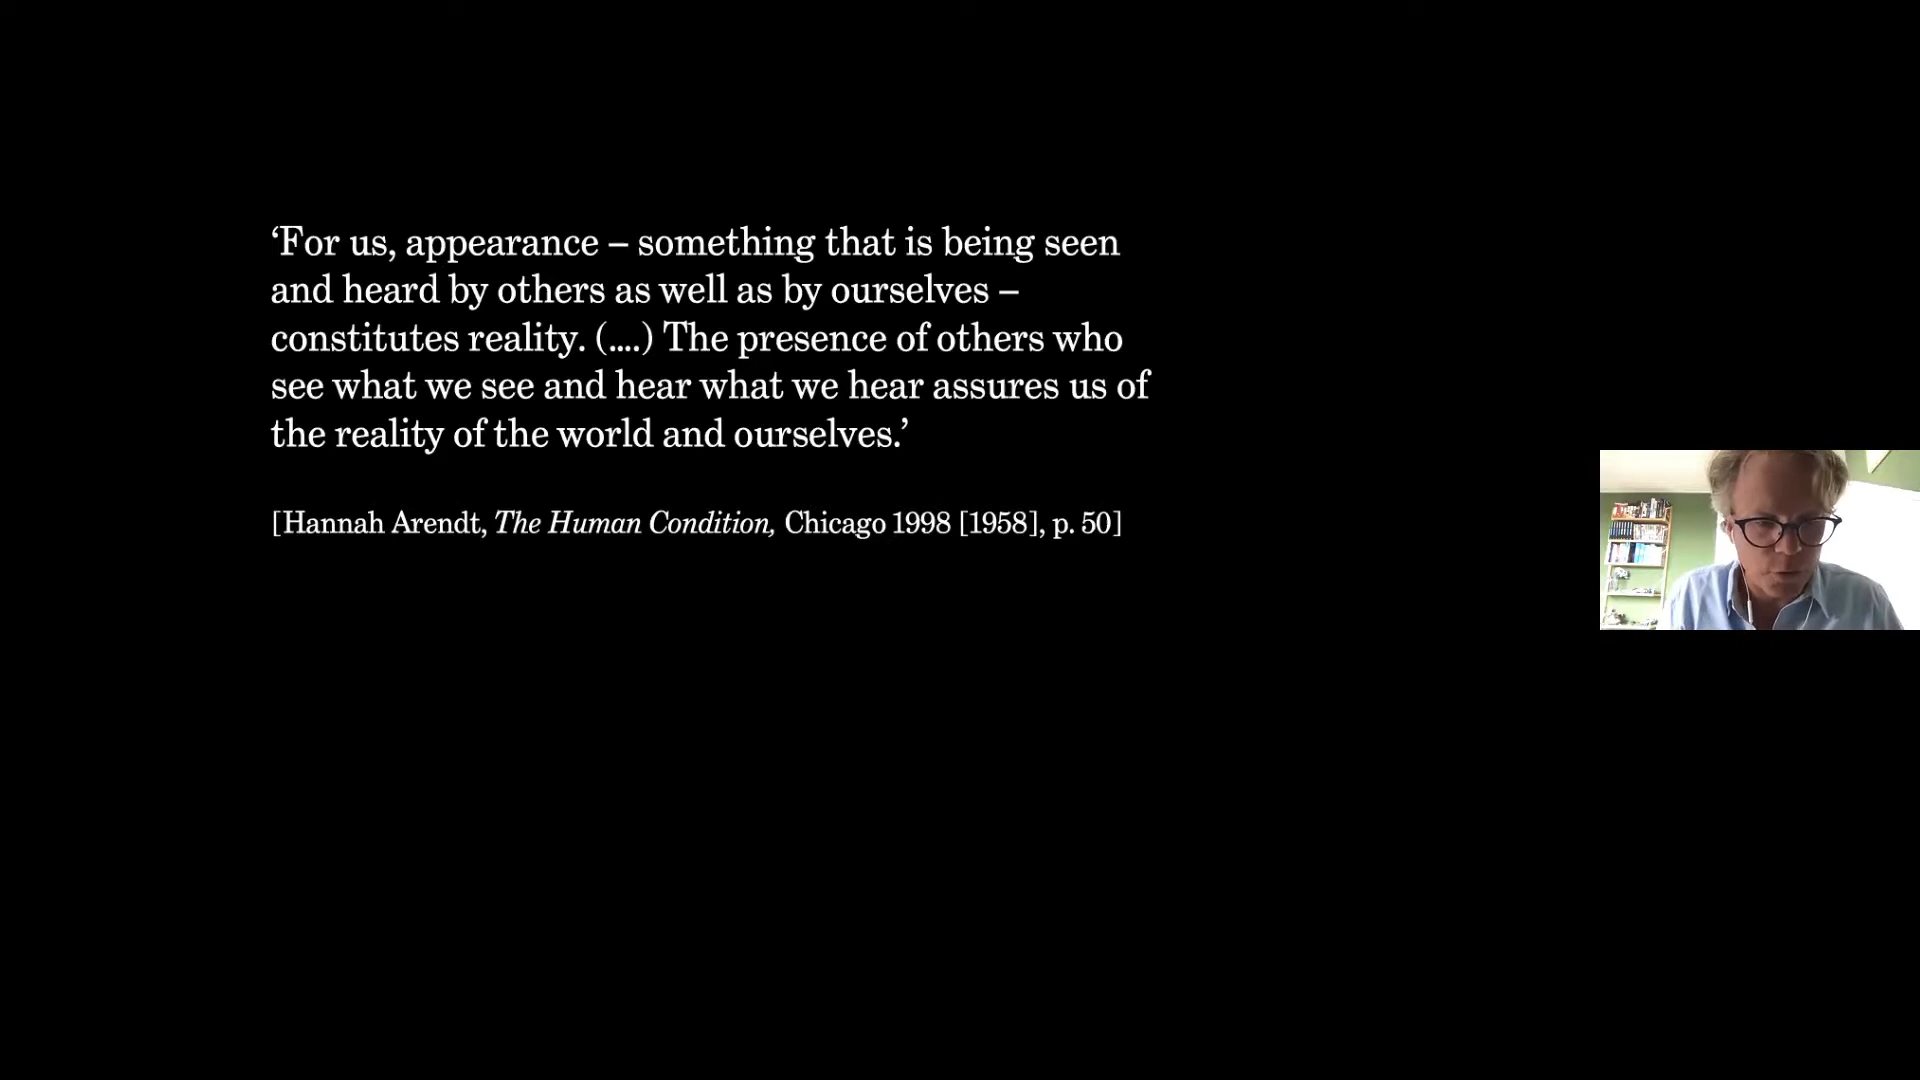 ‘For us, appearance – something that is being seen
and heard by others as well as by ourselves –
constitutes reality. (....) The presence of others who
see what we see and hear what we hear assures us of
the reality of the world and ourselves.’
[Hannah Arendt, The Human Condition, Chicago 1998 [1958], p. 50]